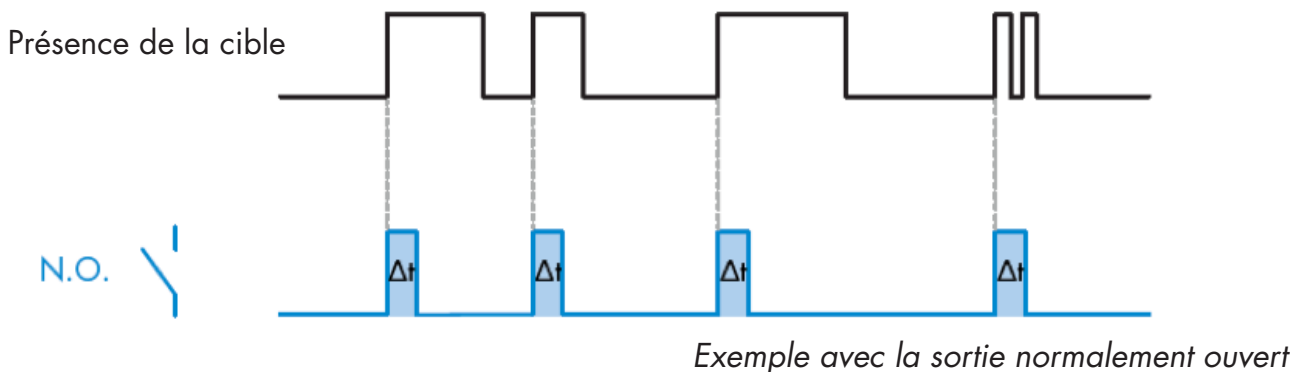 Présence de la cible
N.O.
Δt Δt Δt Δt
Exemple avec la sortie normalement ouvert